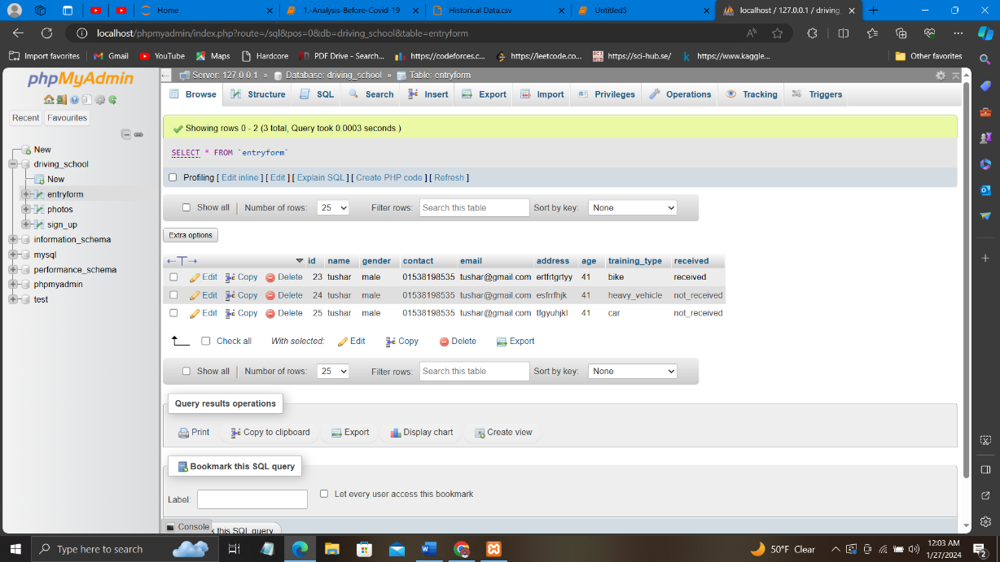 Home
1.-Analysis-Before-Covid-19
Historical Data.csv
Untitled5
localhost / 127.0.0.1 / driving_
localhost/phpmyadmin/index.php?route=/sql&pos=0&db=driving_school&table=entryform
Import favorites
Gmail
YouTube
Maps
Hardcore
PDF Drive - Search...
https://codeforces.c...
https://leetcode.co...
https://sci-hub.se/
https://www.kaggle...
Other favorites
phpMyAdmin
Recent
Favourites
New
driving_school
New
entryform
photos
sign_up
information_schema
mysql
performance_schema
phpmyadmin
test
Server: 127.0.0.1 » Database: driving_school » Table: entryform
Browse Structure SQL Search Insert Export Import Privileges Operations Tracking Triggers
Showing rows 0 - 2 (3 total, Query took 0.0003 seconds.)
SELECT * FROM `entryform`
Profiling [ Edit inline ] [ Edit ] [ Explain SQL ] [ Create PHP code ] [ Refresh ]
Show all | Number of rows: 25 Filter rows: Search this table Sort by key: None
Extra options
id name gender contact email address age training_type received
Edit Copy Delete 23 tushar male 01538198535 tushar@gmail.com ertfrtgrtyy 41 bike received
Edit Copy Delete 24 tushar male 01538198535 tushar@gmail.com esfrrfhjk 41 heavy_vehicle not_received
Edit Copy Delete 25 tushar male 01538198535 tushar@gmail.com tfgyuhjkl 41 car not_received
Check all With selected: Edit Copy Delete Export
Show all | Number of rows: 25 Filter rows: Search this table Sort by key: None
Query results operations
Print Copy to clipboard Export Display chart Create view
Bookmark this SQL query
Label: Let every user access this bookmark
Console
k this SQL query
Type here to search
50°F Clear
12:03 AM
1/27/2024
2